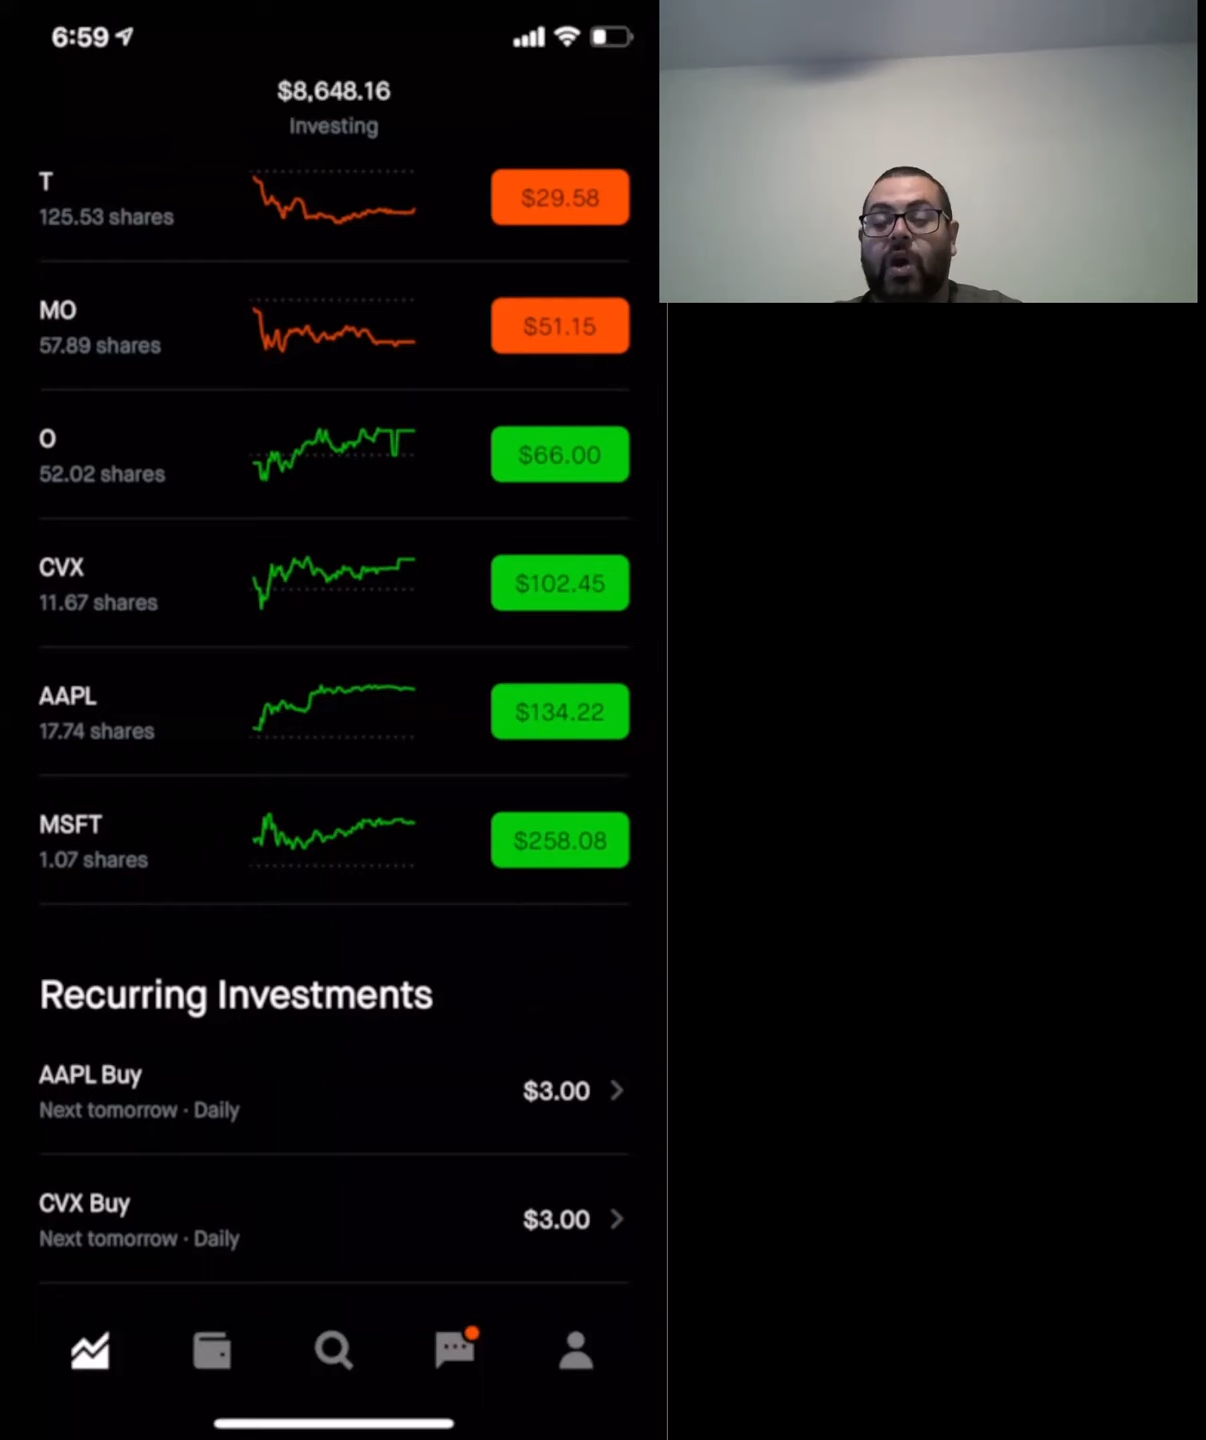 6:59
$8,648.16
Investing
T
125.53 shares
$29.58
MO
57.89 shares
$51.15
O
52.02 shares
$66.00
CVX
11.67 shares
$102.45
AAPL
17.74 shares
$134.22
MSFT
1.07 shares
$258.08
Recurring Investments
AAPL Buy
$3.00
Next tomorrow · Daily
CVX Buy
$3.00
Next tomorrow · Daily